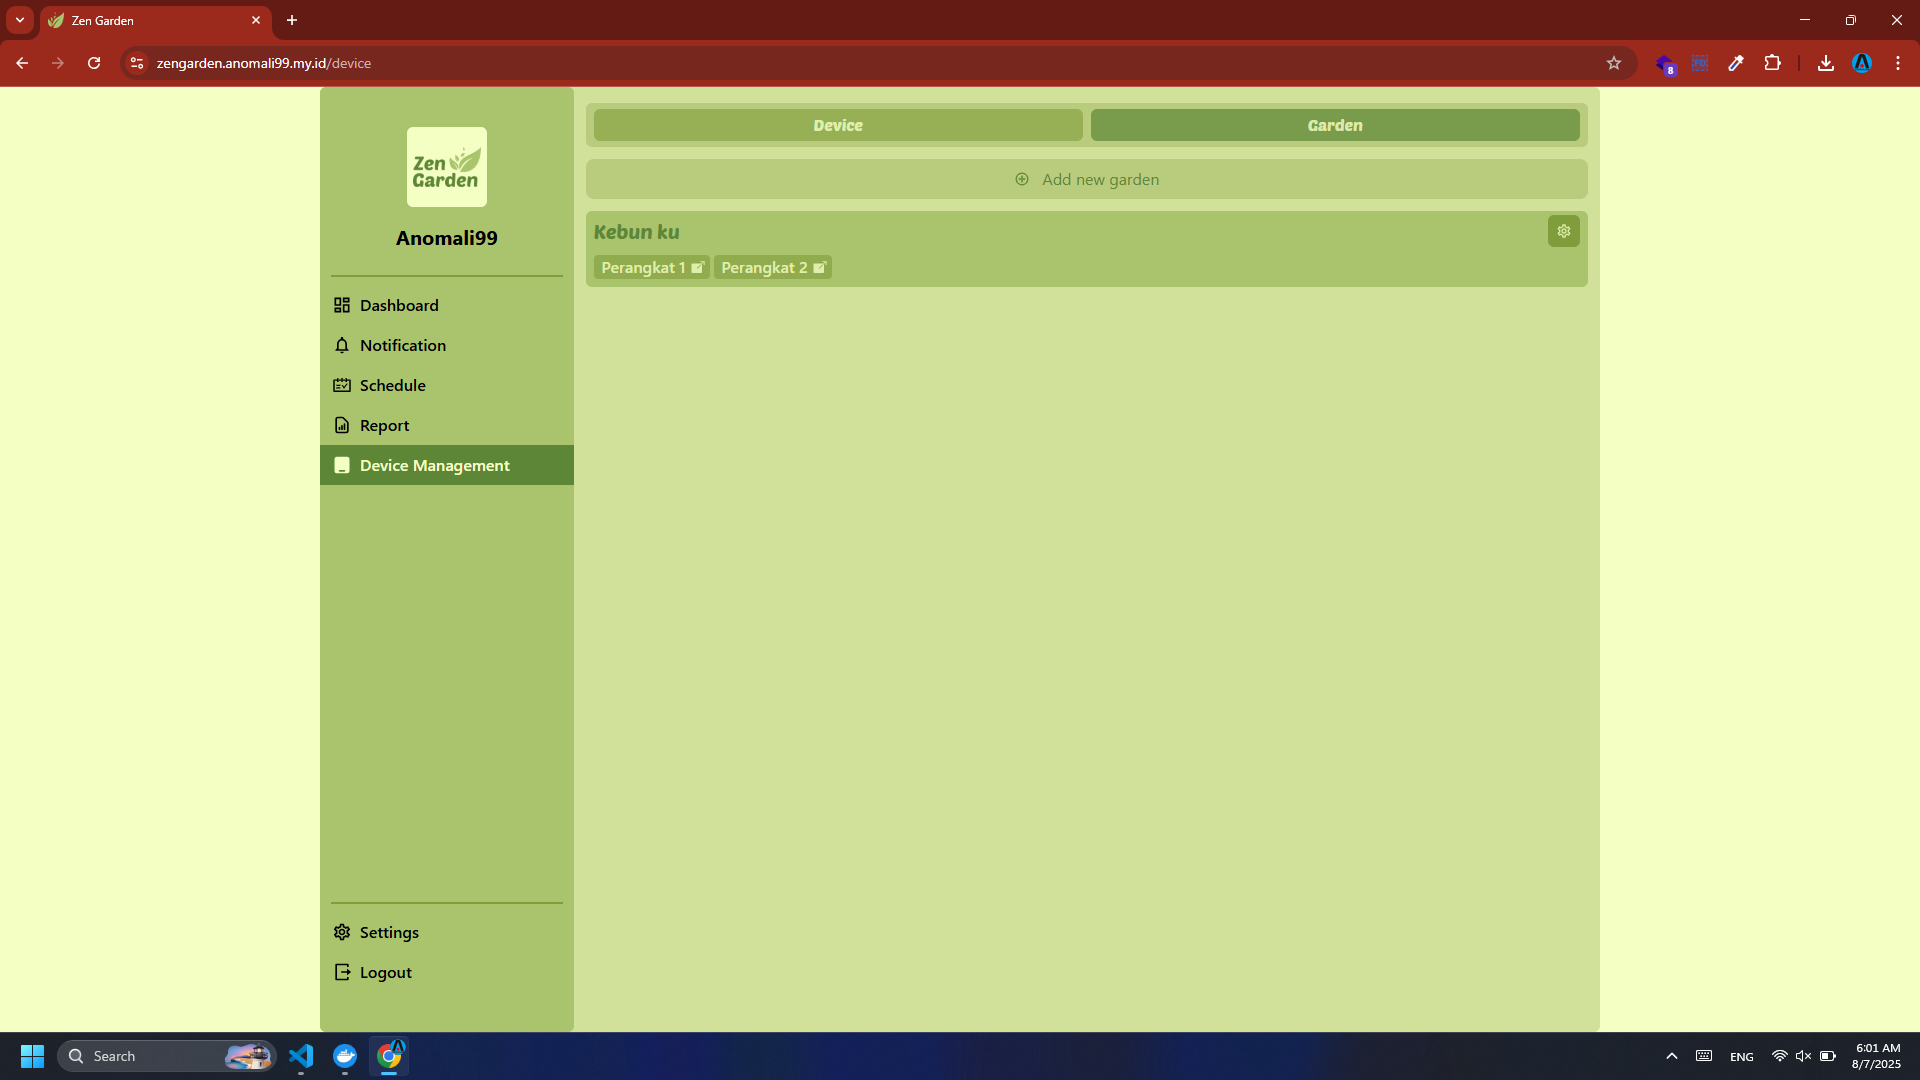 Zen Garden
zengarden.anomali99.my.id/device
8
Zen
Garden
Anomali99
Dashboard
Notification
Schedule
Report
Device Management
Settings
Logout
Device
Garden
Add new garden
Kebun ku
Perangkat 1
Perangkat 2
Search
ENG
6:01 AM
8/7/2025